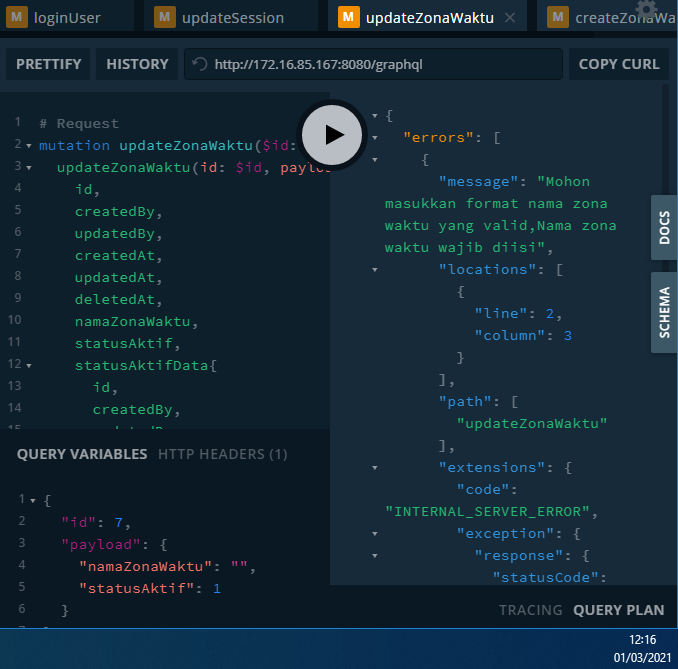 M loginUser
M updateSession
M updateZonaWaktu
M createZonaWa
PRETTIFY
HISTORY
http://172.16.85.167:8080/graphql
COPY CURL
1 # Request
2 mutation updateZonaWaktu($id:
3 updateZonaWaktu(id: $id, paylo
4 id,
5 createdBy,
6 updatedBy,
7 createdAt,
8 updatedAt,
9 deletedAt,
10 namaZonaWaktu,
11 statusAktif,
12 statusAktifData{
13 id,
14 createdBy,
QUERY VARIABLES
HTTP HEADERS (1)
1 {
2 "id": 7,
3 "payload": {
4 "namaZonaWaktu": "",
5 "statusAktif": 1
6 }
{
"errors": [
{
"message": "Mohon
masukkan format nama zona
waktu yang valid,Nama zona
waktu wajib diisi",
"locations": [
{
"line": 2,
"column": 3
}
],
"path": [
"updateZonaWaktu"
],
"extensions": {
"code":
"INTERNAL_SERVER_ERROR",
"exception": {
"response": {
"statusCode":
DOCS
SCHEMA
TRACING
QUERY PLAN
12:16
01/03/2021